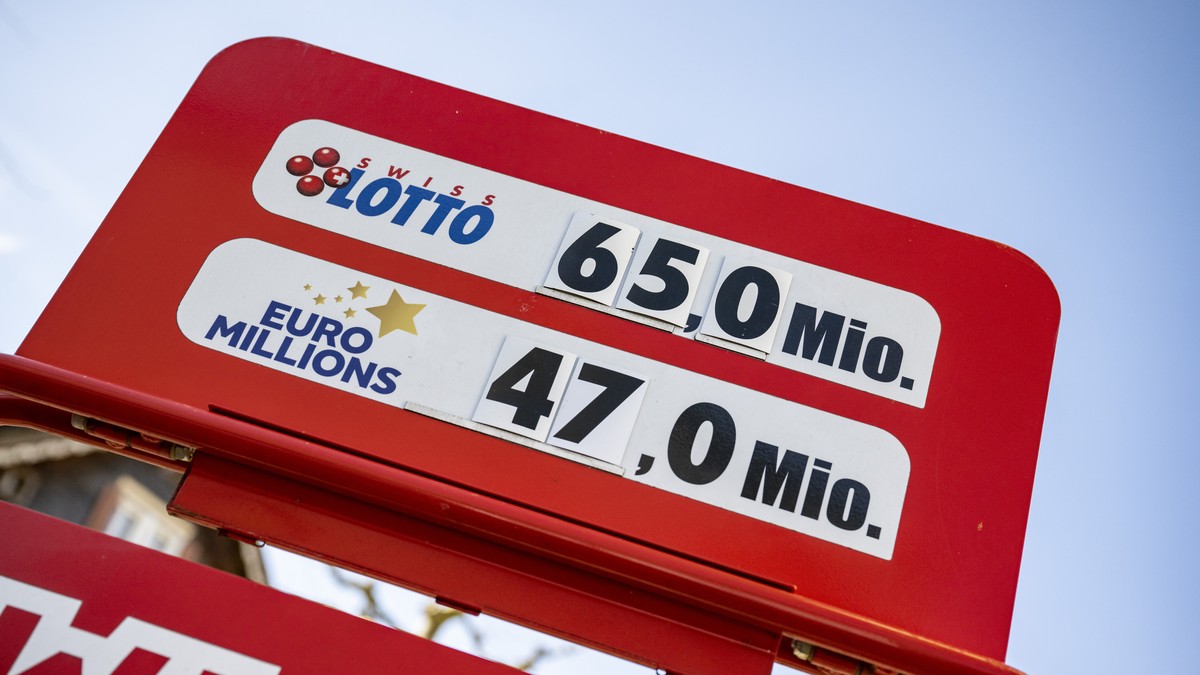 SWISS
LOTTO
65,0 Mio.
EURO
MILLIONS
47,0 Mio.